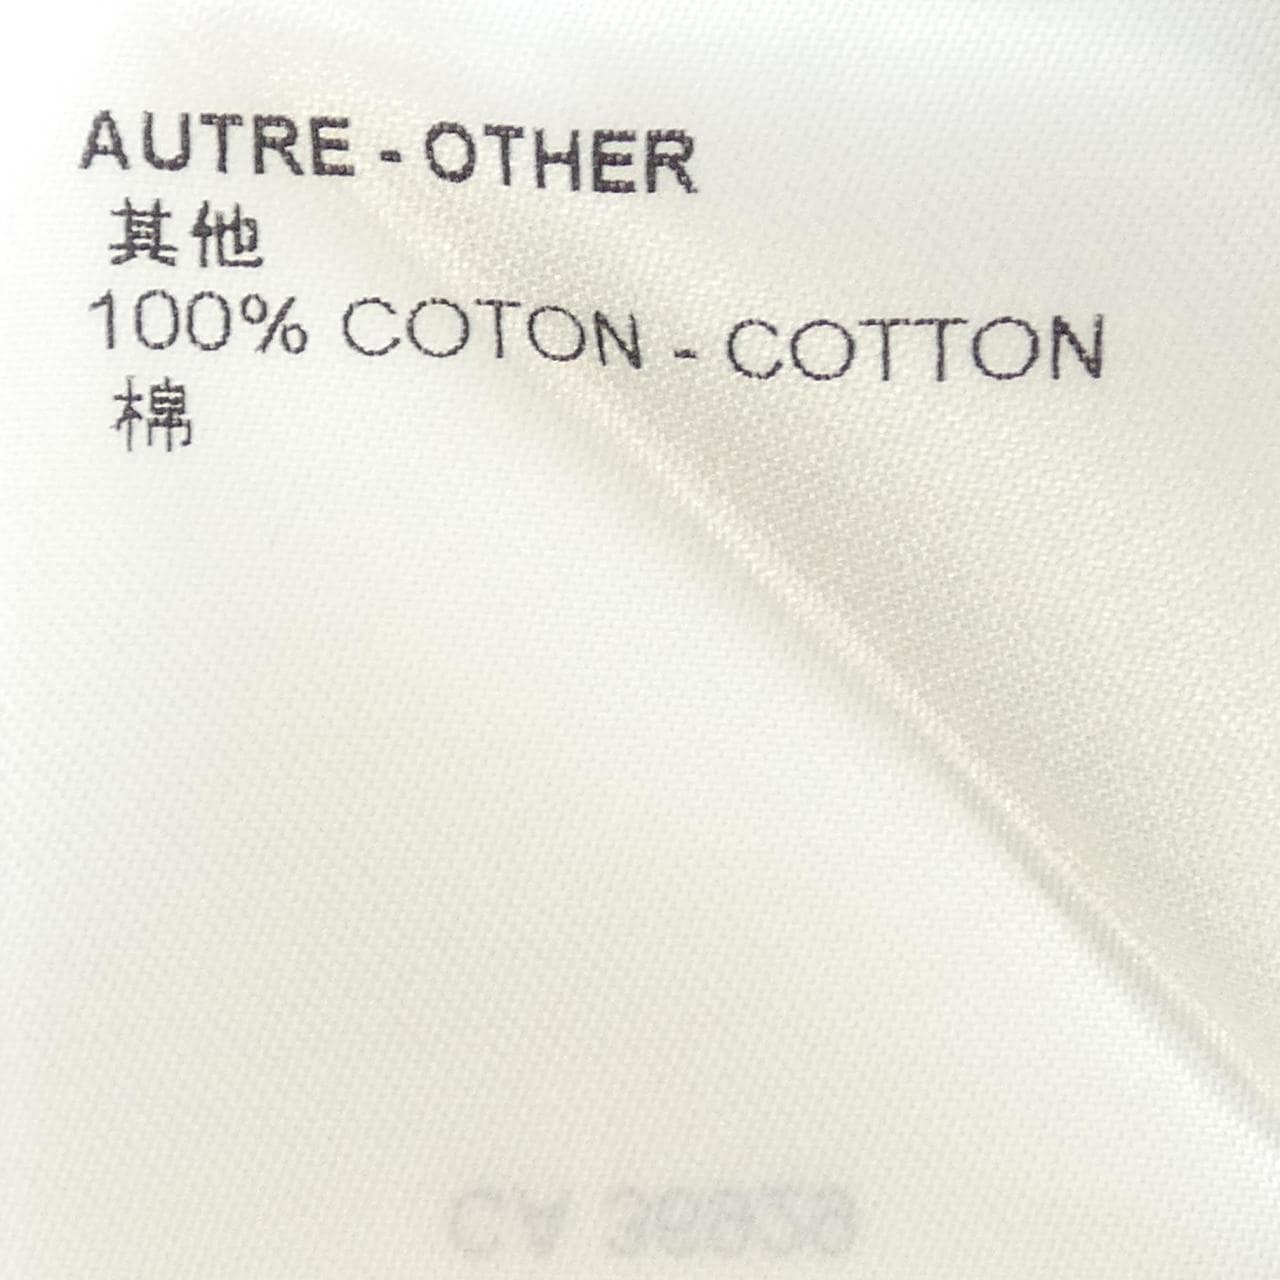 AUTRE - OTHER
其他
100% COTON - COTTON
棉